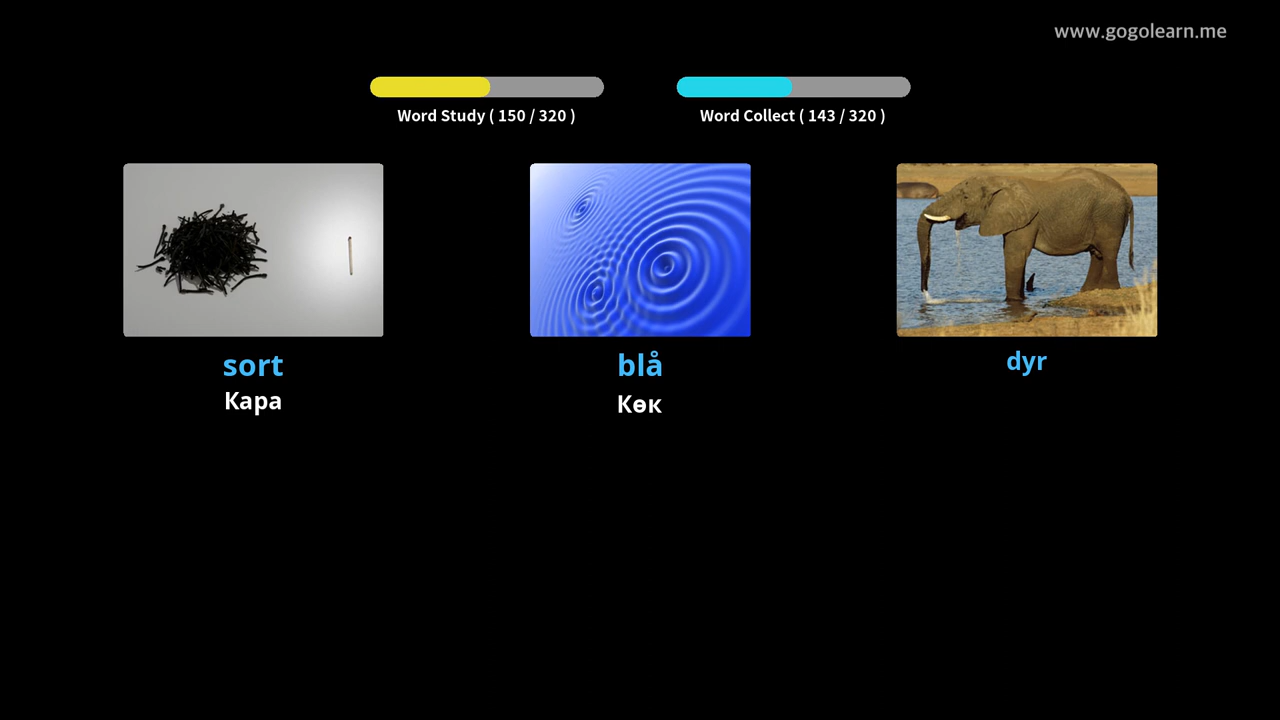 www.gogolearn.me
Word Study ( 150 / 320 )
Word Collect ( 143 / 320 )
sort
Кара
blå
Көк
dyr